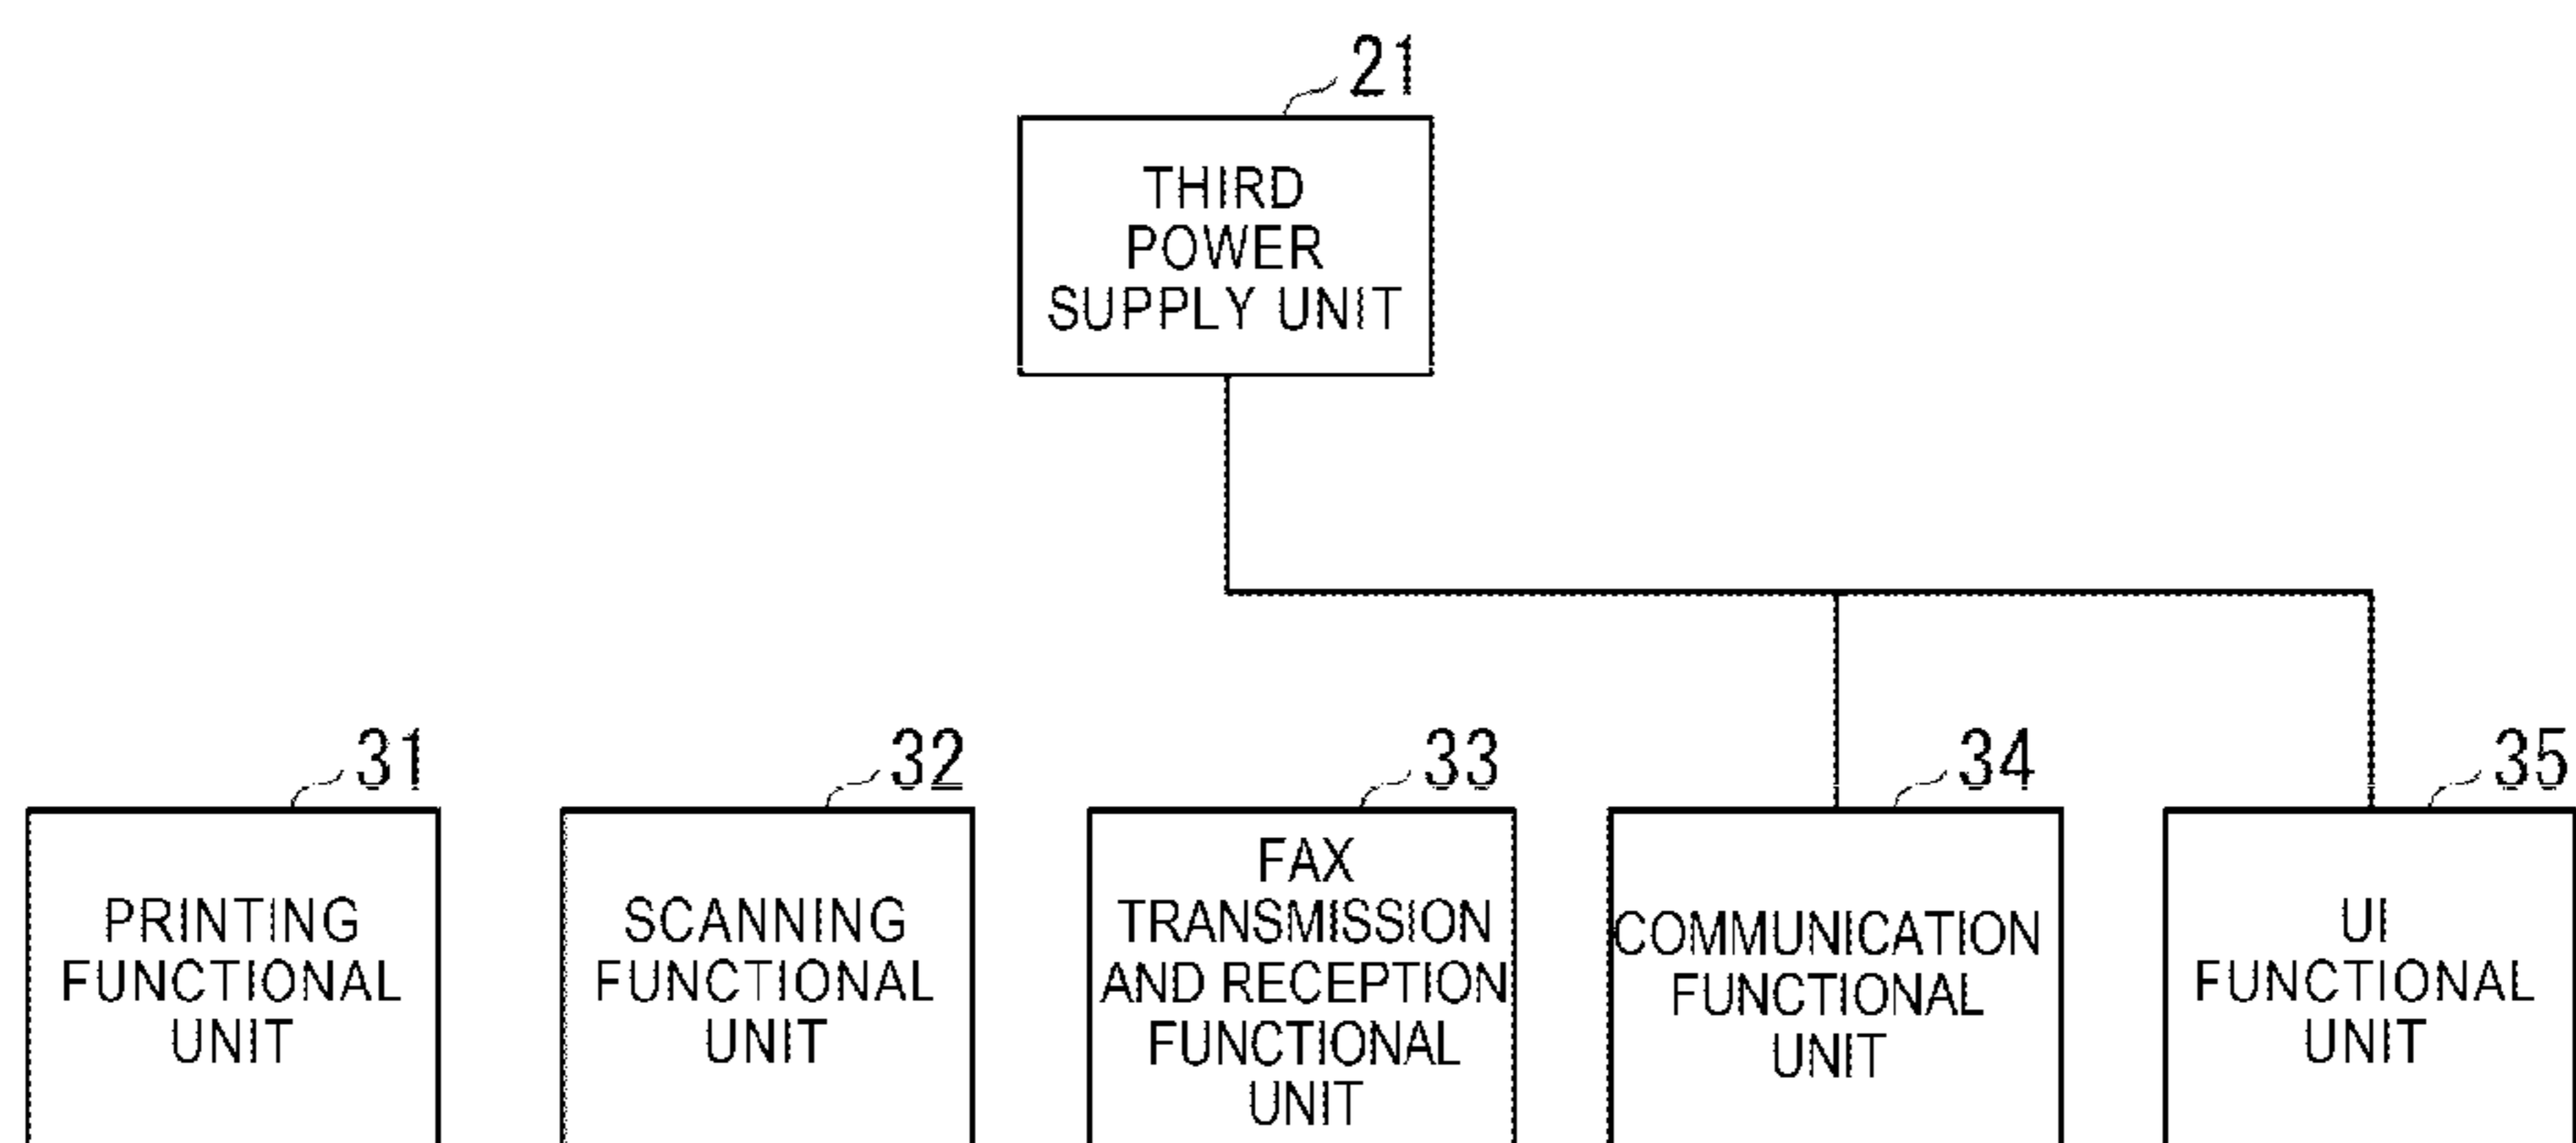 21
THIRD
POWER
SUPPLY UNIT
31
PRINTING
FUNCTIONAL
UNIT
32
SCANNING
FUNCTIONAL
UNIT
33
FAX
TRANSMISSION
AND RECEPTION
FUNCTIONAL
UNIT
34
COMMUNICATION
FUNCTIONAL
UNIT
35
UI
FUNCTIONAL
UNIT